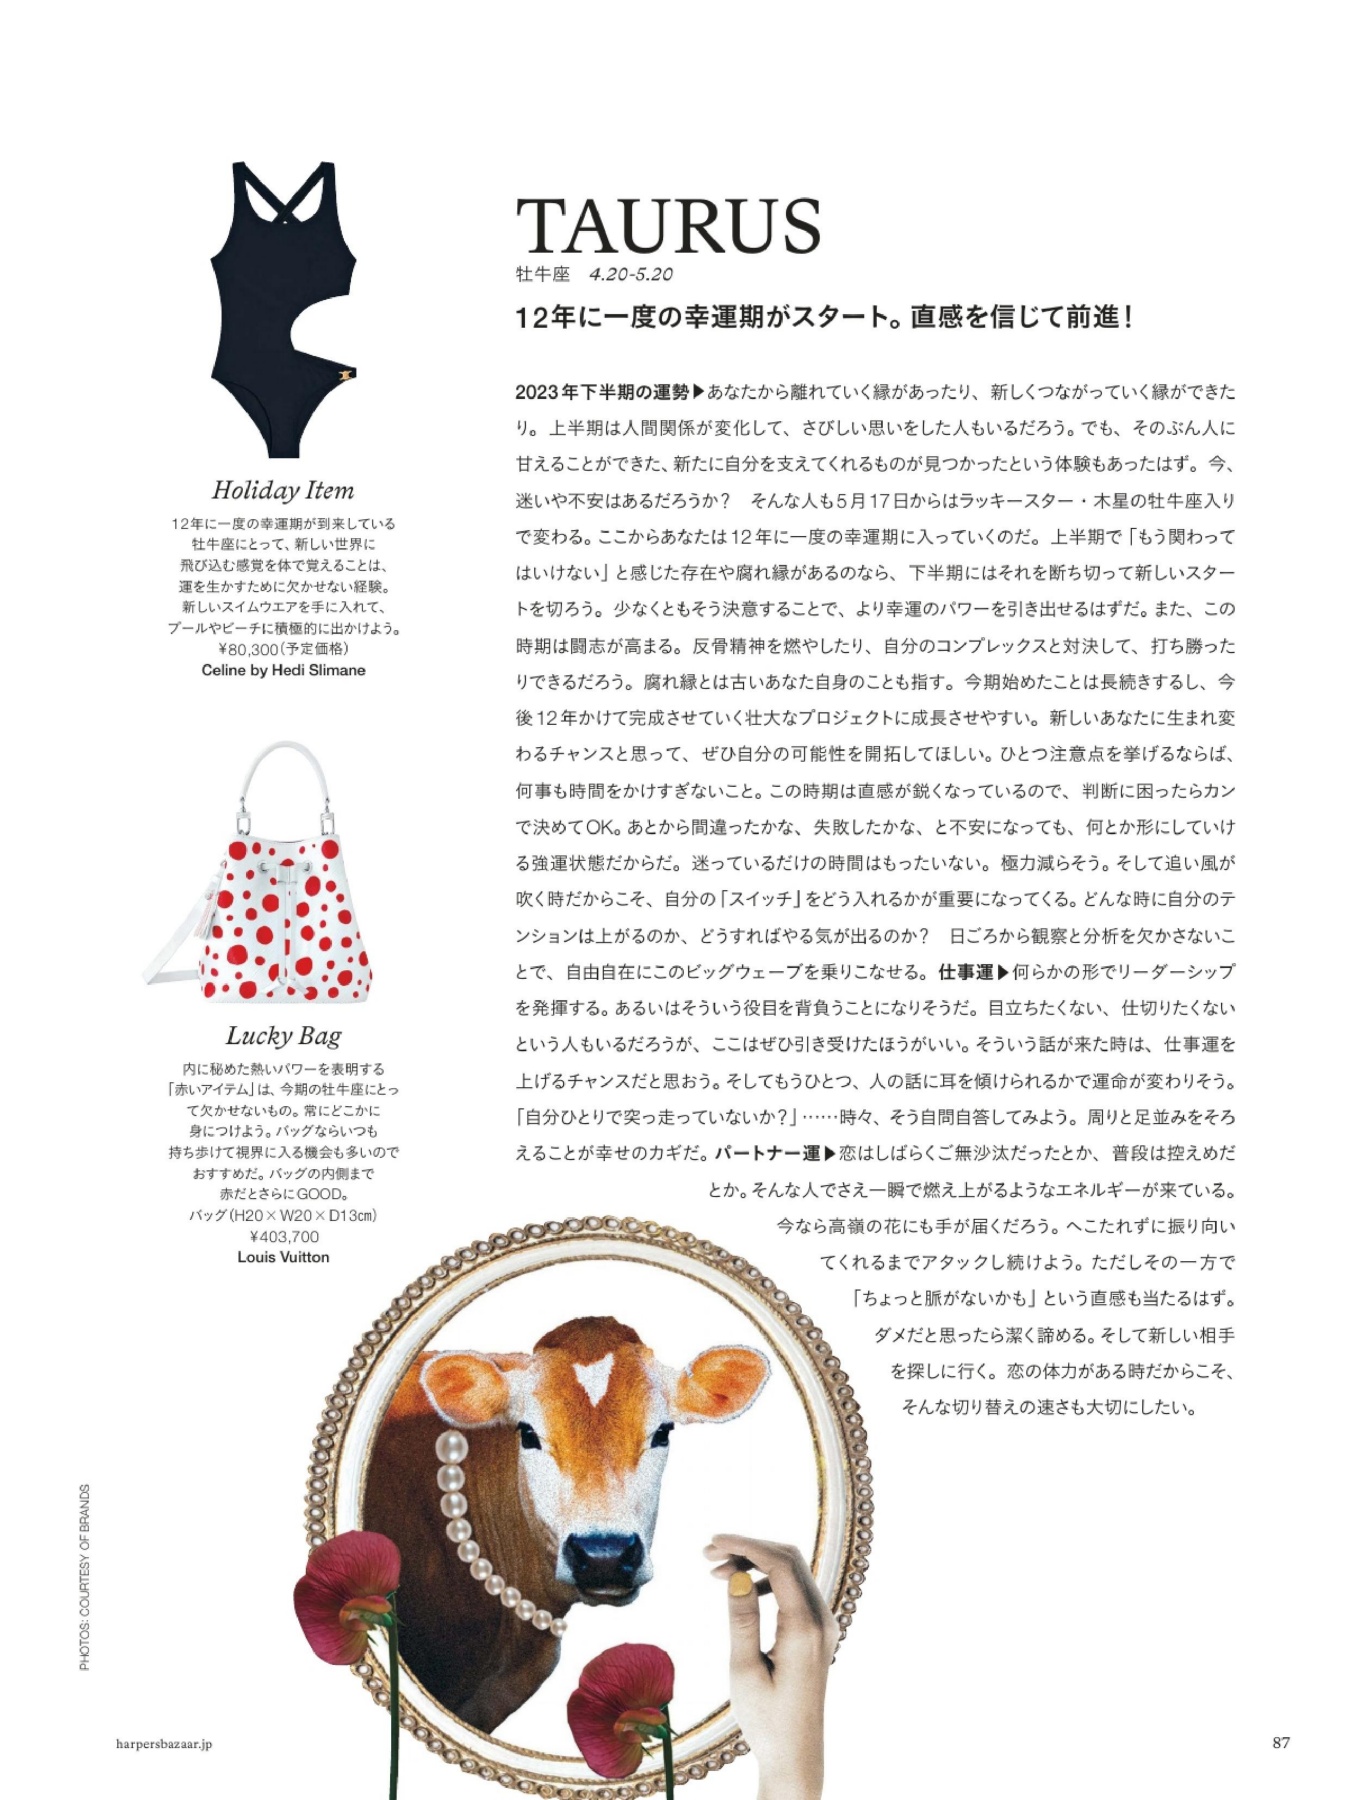 TAURUS
牡牛座　4.20-5.20
12年に一度の幸運期がスタート。直感を信じて前進！
2023年下半期の運勢▶あなたから離れていく縁があったり、新しくつながっていく縁ができた
り。上半期は人間関係が変化して、さびしい思いをした人もいるだろう。でも、そのぶん人に
甘えることができた、新たに自分を支えてくれるものが見つかったという体験もあったはず。今、
迷いや不安はあるだろうか？　そんな人も5月17日からはラッキースター・木星の牡牛座入り
で変わる。ここからあなたは12年に一度の幸運期に入っていくのだ。上半期で「もう関わって
はいけない」と感じた存在や腐れ縁があるのなら、下半期にはそれを断ち切って新しいスター
トを切ろう。少なくともそう決意することで、より幸運のパワーを引き出せるはずだ。また、この
時期は闘志が高まる。反骨精神を燃やしたり、自分のコンプレックスと対決して、打ち勝った
りできるだろう。腐れ縁とは古いあなた自身のことも指す。今期始めたことは長続きするし、今
後12年かけて完成させていく壮大なプロジェクトに成長させやすい。新しいあなたに生まれ変
わるチャンスと思って、ぜひ自分の可能性を開拓してほしい。ひとつ注意点を挙げるならば、
何事も時間をかけすぎないこと。この時期は直感が鋭くなっているので、判断に困ったらカン
で決めてOK。あとから間違ったかな、失敗したかな、と不安になっても、何とか形にしていけ
る強運状態だからだ。迷っているだけの時間はもったいない。極力減らそう。そして追い風が
吹く時だからこそ、自分の「スイッチ」をどう入れるかが重要になってくる。どんな時に自分のテ
ンションは上がるのか、どうすればやる気が出るのか？　日ごろから観察と分析を欠かさないこ
とで、自由自在にこのビッグウェーブを乗りこなせる。仕事運▶何らかの形でリーダーシップ
を発揮する。あるいはそういう役目を背負うことになりそうだ。目立ちたくない、仕切りたくない
という人もいるだろうが、ここはぜひ引き受けたほうがいい。そういう話が来た時は、仕事運を
上げるチャンスだと思おう。そしてもうひとつ、人の話に耳を傾けられるかで運命が変わりそう。
「自分ひとりで突っ走っていないか？」……時々、そう自問自答してみよう。周りと足並みをそろ
えることが幸せのカギだ。パートナー運▶恋はしばらくご無沙汰だったとか、普段は控えめだ
とか。そんな人でさえ一瞬で燃え上がるようなエネルギーが来ている。
今なら高嶺の花にも手が届くだろう。へこたれずに振り向い
てくれるまでアタックし続けよう。ただしその一方で
「ちょっと脈がないかも」という直感も当たるはず。
ダメだと思ったら潔く諦める。そして新しい相手
を探しに行く。恋の体力がある時だからこそ、
そんな切り替えの速さも大切にしたい。
Holiday Item
12年に一度の幸運期が到来している
牡牛座にとって、新しい世界に
飛び込む感覚を体で覚えることは、
運を生かすために欠かせない経験。
新しいスイムウエアを手に入れて、
プールやビーチに積極的に出かけよう。
¥80,300（予定価格）
Celine by Hedi Slimane
Lucky Bag
内に秘めた熱いパワーを表明する
「赤いアイテム」は、今期の牡牛座にとっ
て欠かせないもの。常にどこかに
身につけよう。バッグならいつも
持ち歩けて視界に入る機会も多いので
おすすめだ。バッグの内側まで
赤だとさらにGOOD。
バッグ（H20×W20×D13㎝）
¥403,700
Louis Vuitton
PHOTOS: COURTESY OF BRANDS
harpersbazaar.jp
87